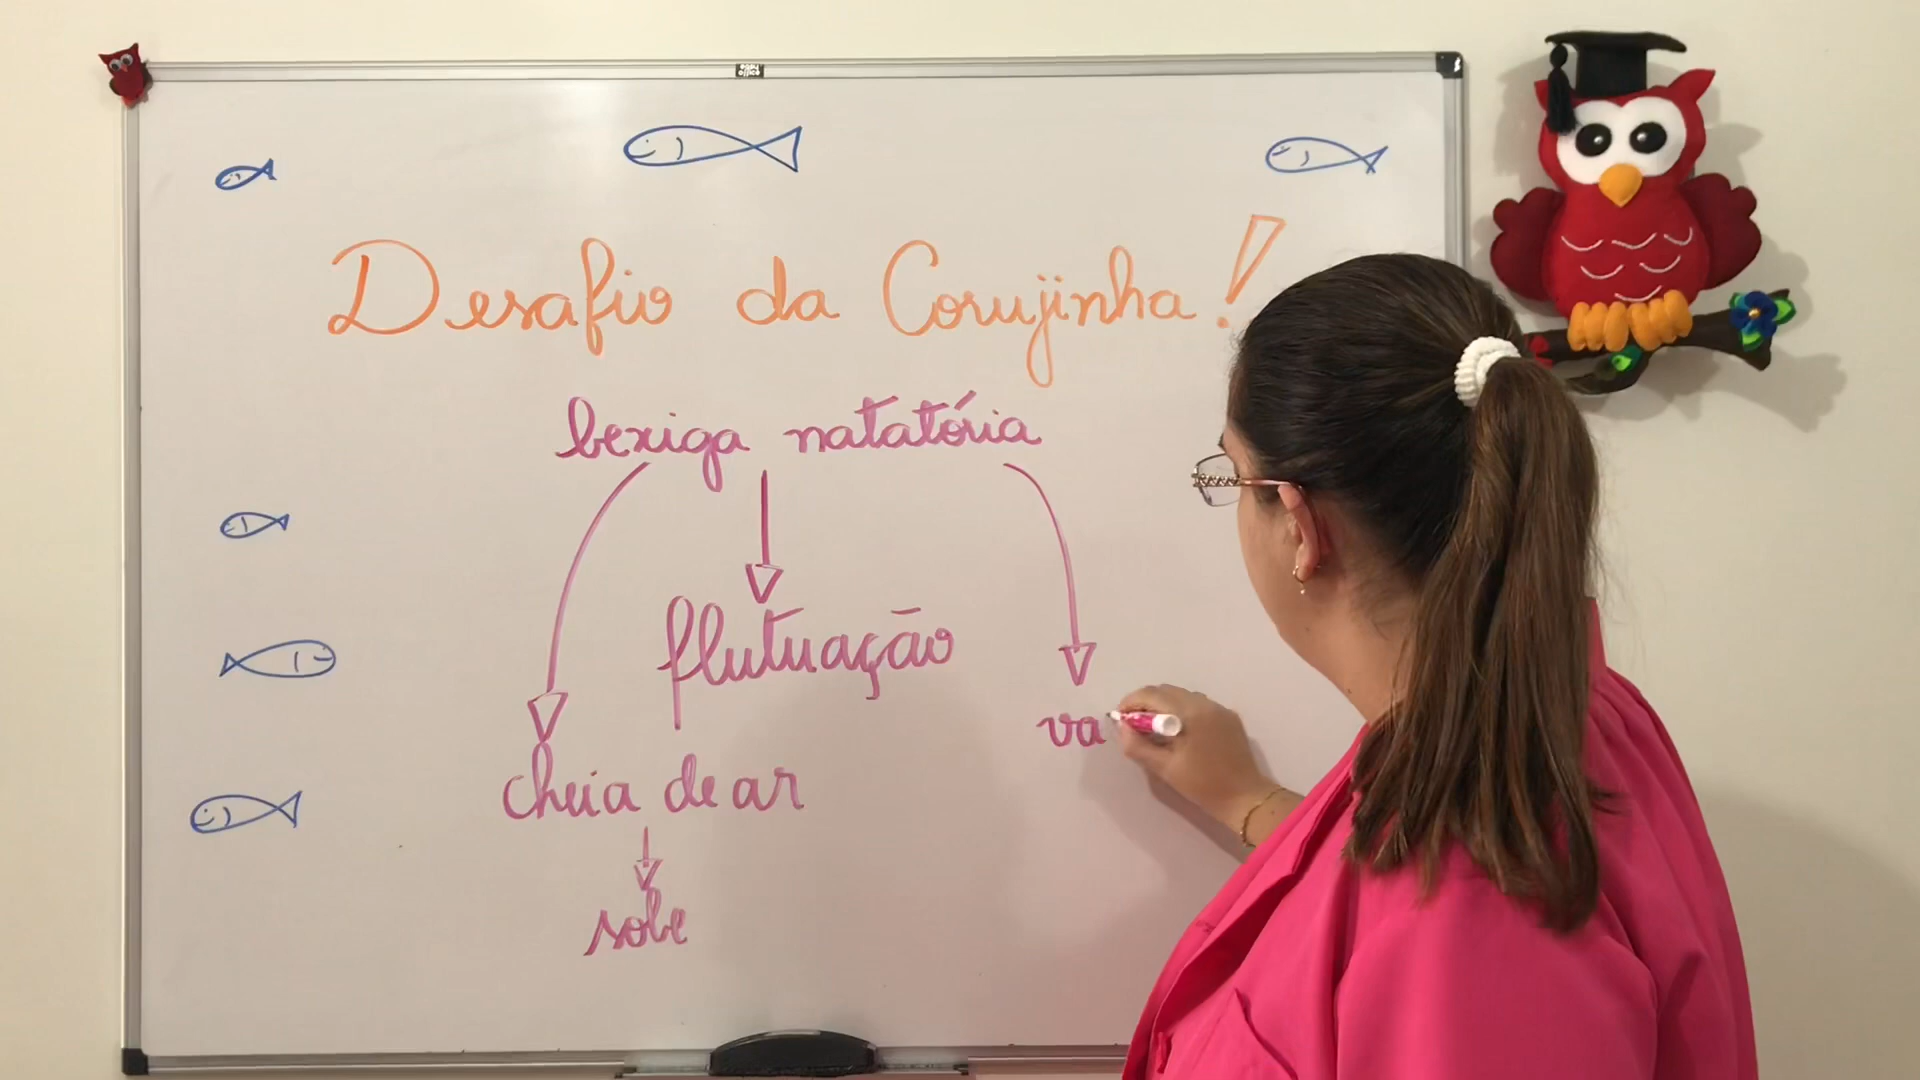 Desafio da Corujinha!
bexiga natatória
flutuação
va
cheia de ar
sobe